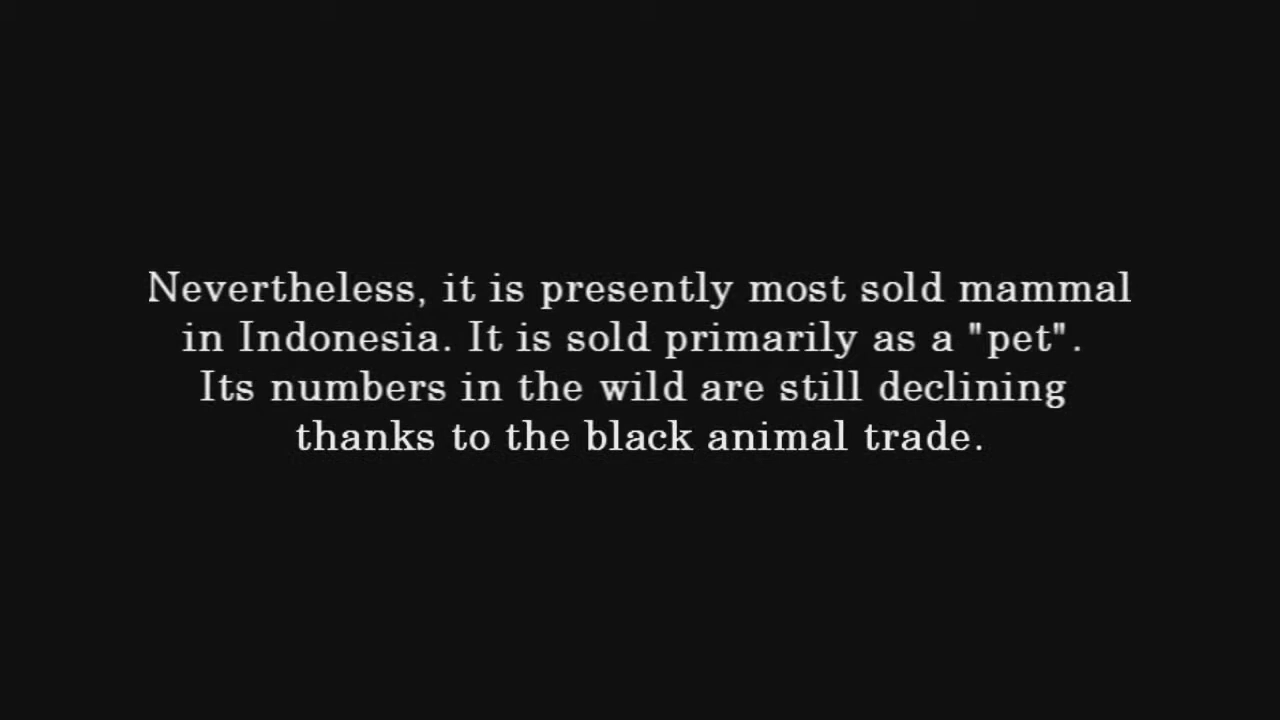 Nevertheless, it is presently most sold mammal
in Indonesia. It is sold primarily as a "pet".
Its numbers in the wild are still declining
thanks to the black animal trade.